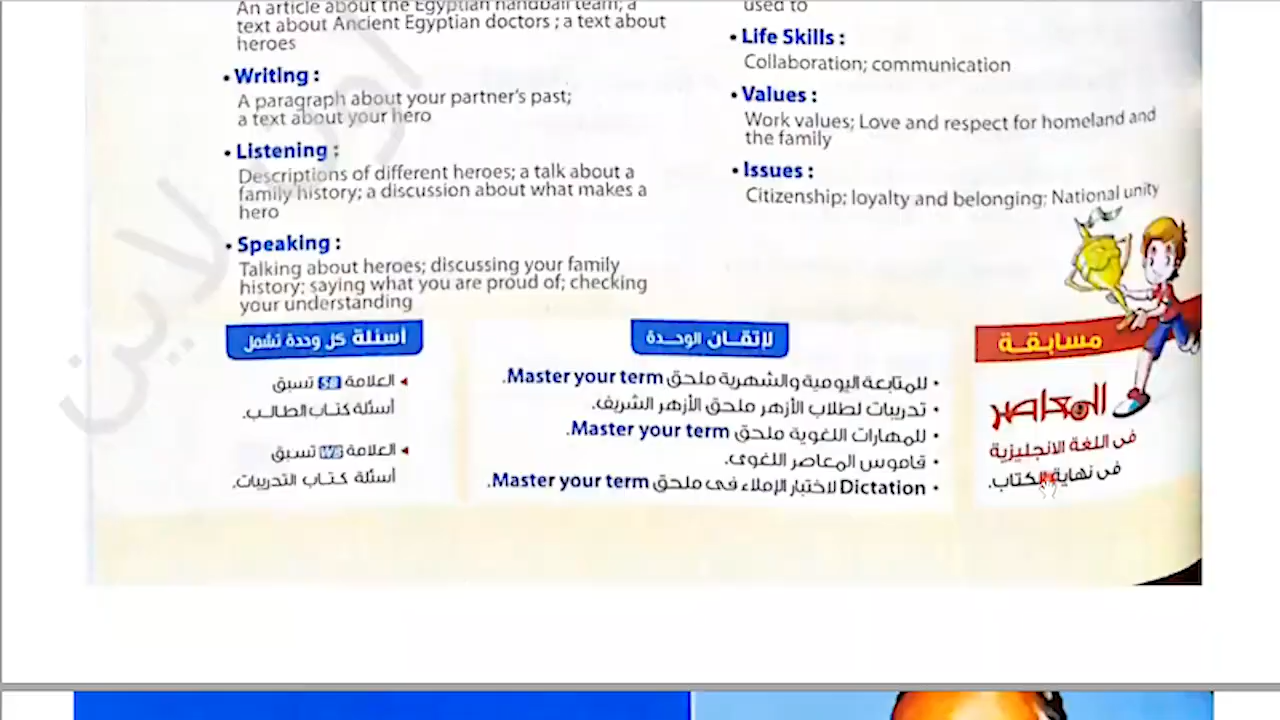 An article about the Egyptian handball team; a
text about Ancient Egyptian doctors ; a text about
heroes
• Writing :
A paragraph about your partner's past;
a text about your hero
• Listening :
Descriptions of different heroes; a talk about a
family history; a discussion about what makes a
hero
• Speaking :
Talking about heroes; discussing your family
history; saying what you are proud of; checking
your understanding
used to
• Life Skills :
Collaboration; communication
• Values :
Work values; Love and respect for homeland and
the family
• Issues :
Citizenship; loyalty and belonging; National unity
مسابقة
المعاصر
فى اللغة الانجليزية
فى نهاية الكتاب.
لإتقان الوحدة
• للمتابعة اليومية والشهرية ملحق Master your term.
• تدريبات لطلاب الأزهر ملحق الأزهر الشريف.
• للمهارات اللغوية ملحق Master your term.
• قاموس المعاصر اللغوى.
• Dictation لاختبار الإملاء فى ملحق Master your term.
أسئلة كل وحدة تشمل
◂ العلامة SB تسبق
أسئلة كتاب الطالب.
◂ العلامة WB تسبق
أسئلة كتاب التدريبات.
اون لاين